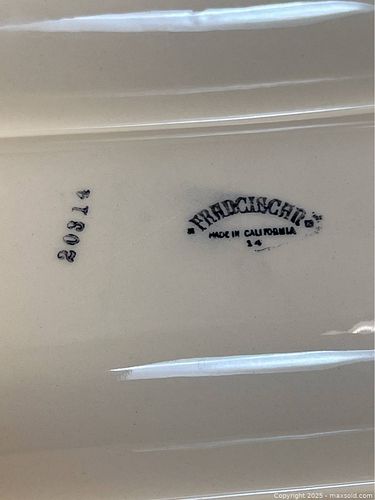 FRANCISCAN
MADE IN CALIFORNIA
14
20314
Copyright 2025 - maxsold.com